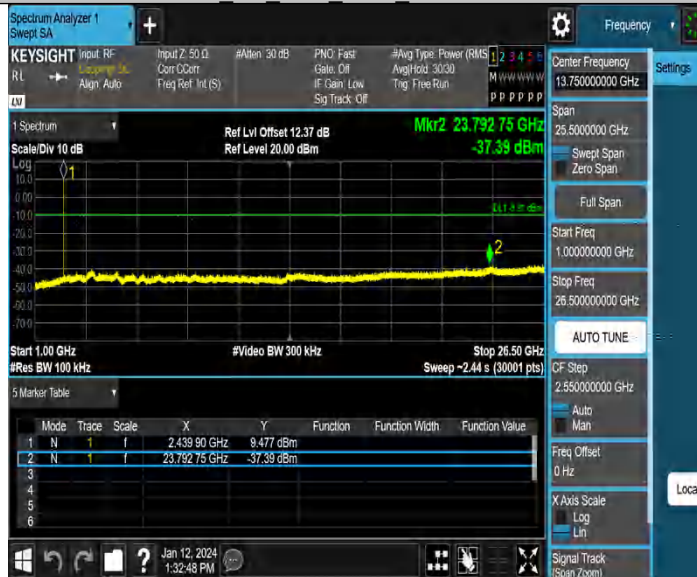 Spectrum Analyzer 1
Swept SA
+
Frequency
KEYSIGHT
RL
LXI
Input: RF
Coupling: DC
Align: Auto
Input Z: 50 Ω
Corr CCorr
Freq Ref: Int (S)
#Atten: 30 dB
PNO: Fast
Gate: Off
IF Gain: Low
Sig Track: Off
#Avg Type: Power (RMS
Avg|Hold: 30/30
Trig: Free Run
1 2 3 4 5 6
M W W W W W
P P P P P P
1 Spectrum
Scale/Div 10 dB
Ref Lvl Offset 12.37 dB
Ref Level 20.00 dBm
Mkr2 23.792 75 GHz
-37.39 dBm
Log
10.0
0.00
-10.0
-20.0
-30.0
-40.0
-50.0
-60.0
-70.0
1
2
Start 1.00 GHz
#Res BW 100 kHz
#Video BW 300 kHz
Stop 26.50 GHz
Sweep ~2.44 s (30001 pts)
5 Marker Table
Mode Trace Scale X Y Function Function Width Function Value
1 N 1 f 2.439 90 GHz 9.477 dBm
2 N 1 f 23.792 75 GHz -37.39 dBm
3
4
5
6
Jan 12, 2024
1:32:48 PM
Center Frequency
13.750000000 GHz
Settings
Span
25.5000000 GHz
Swept Span
Zero Span
Full Span
Start Freq
1.000000000 GHz
Stop Freq
26.500000000 GHz
AUTO TUNE
CF Step
2.550000000 GHz
Auto
Man
Freq Offset
0 Hz
X Axis Scale
Log
Lin
Signal Track
(Span Zoom)
Loca